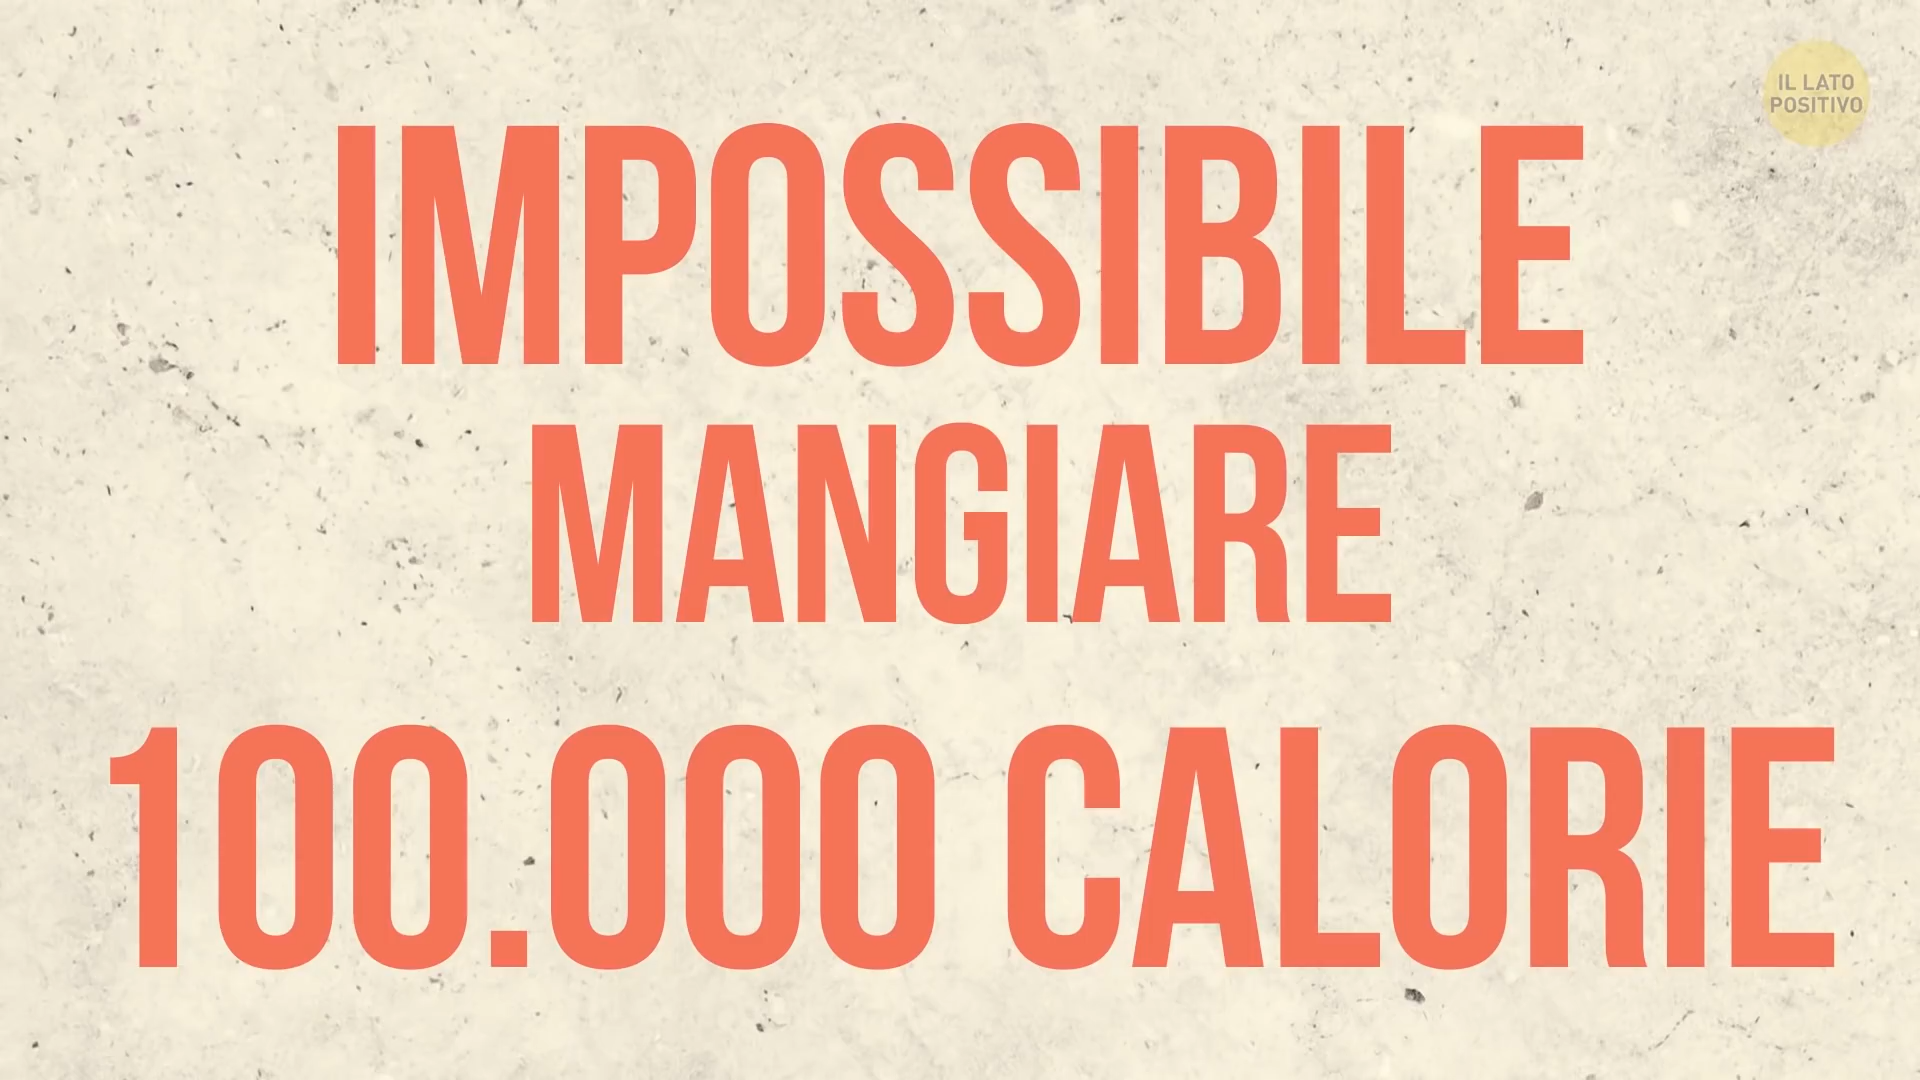 IL LATO
POSITIVO
IMPOSSIBILE
MANGIARE
100.000 CALORIE